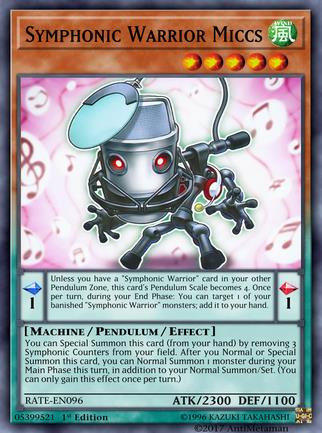 SYMPHONIC WARRIOR MICCS
WIND
風
Unless you have a "Symphonic Warrior" card in your other
Pendulum Zone, this card's Pendulum Scale becomes 4. Once
per turn, during your End Phase: You can target 1 of your
banished "Symphonic Warrior" monsters; add it to your hand.
1
1
[Machine / Pendulum / Effect]
You can Special Summon this card (from your hand) by removing 3
Symphonic Counters from your field. After you Normal or Special
Summon this card, you can Normal Summon 1 monster during your
Main Phase this turn, in addition to your Normal Summon/Set. (You
can only gain this effect once per turn.)
RATE-EN096
ATK/2300 DEF/1100
05399521
1st Edition
©1996 KAZUKI TAKAHASHI
©2017 AntiMetaman